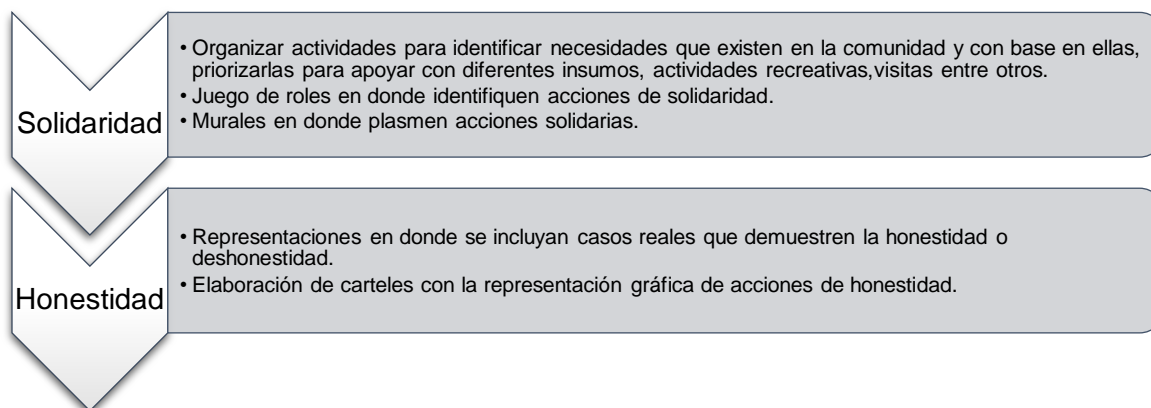 Solidaridad
• Organizar actividades para identificar necesidades que existen en la comunidad y con base en ellas,
priorizarlas para apoyar con diferentes insumos, actividades recreativas,visitas entre otros.
• Juego de roles en donde identifiquen acciones de solidaridad.
• Murales en donde plasmen acciones solidarias.
Honestidad
• Representaciones en donde se incluyan casos reales que demuestren la honestidad o
deshonestidad.
• Elaboración de carteles con la representación gráfica de acciones de honestidad.